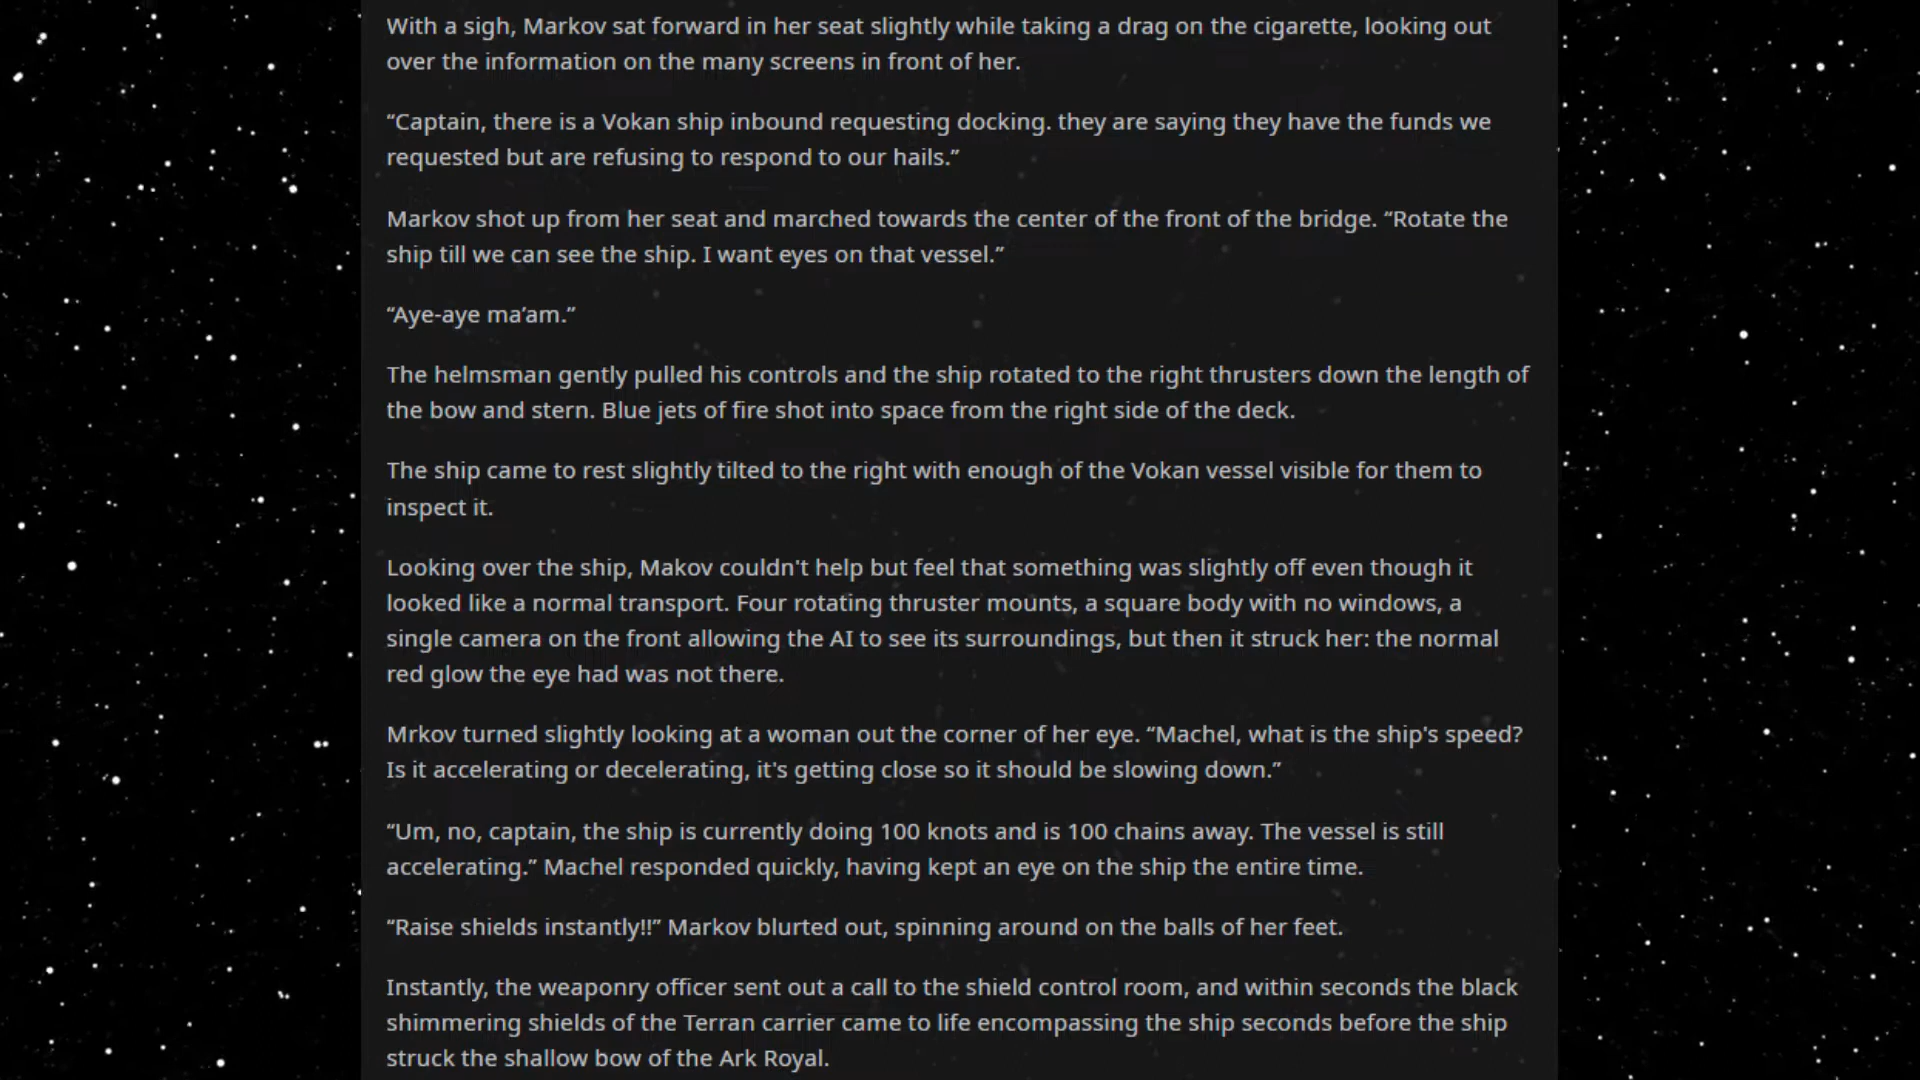 With a sigh, Markov sat forward in her seat slightly while taking a drag on the cigarette, looking out
over the information on the many screens in front of her.
“Captain, there is a Vokan ship inbound requesting docking. they are saying they have the funds we
requested but are refusing to respond to our hails.”
Markov shot up from her seat and marched towards the center of the front of the bridge. “Rotate the
ship till we can see the ship. I want eyes on that vessel.”
“Aye-aye ma’am.”
The helmsman gently pulled his controls and the ship rotated to the right thrusters down the length of
the bow and stern. Blue jets of fire shot into space from the right side of the deck.
The ship came to rest slightly tilted to the right with enough of the Vokan vessel visible for them to
inspect it.
Looking over the ship, Makov couldn't help but feel that something was slightly off even though it
looked like a normal transport. Four rotating thruster mounts, a square body with no windows, a
single camera on the front allowing the AI to see its surroundings, but then it struck her: the normal
red glow the eye had was not there.
Mrkov turned slightly looking at a woman out the corner of her eye. “Machel, what is the ship's speed?
Is it accelerating or decelerating, it's getting close so it should be slowing down.”
“Um, no, captain, the ship is currently doing 100 knots and is 100 chains away. The vessel is still
accelerating.” Machel responded quickly, having kept an eye on the ship the entire time.
“Raise shields instantly!!” Markov blurted out, spinning around on the balls of her feet.
Instantly, the weaponry officer sent out a call to the shield control room, and within seconds the black
shimmering shields of the Terran carrier came to life encompassing the ship seconds before the ship
struck the shallow bow of the Ark Royal.